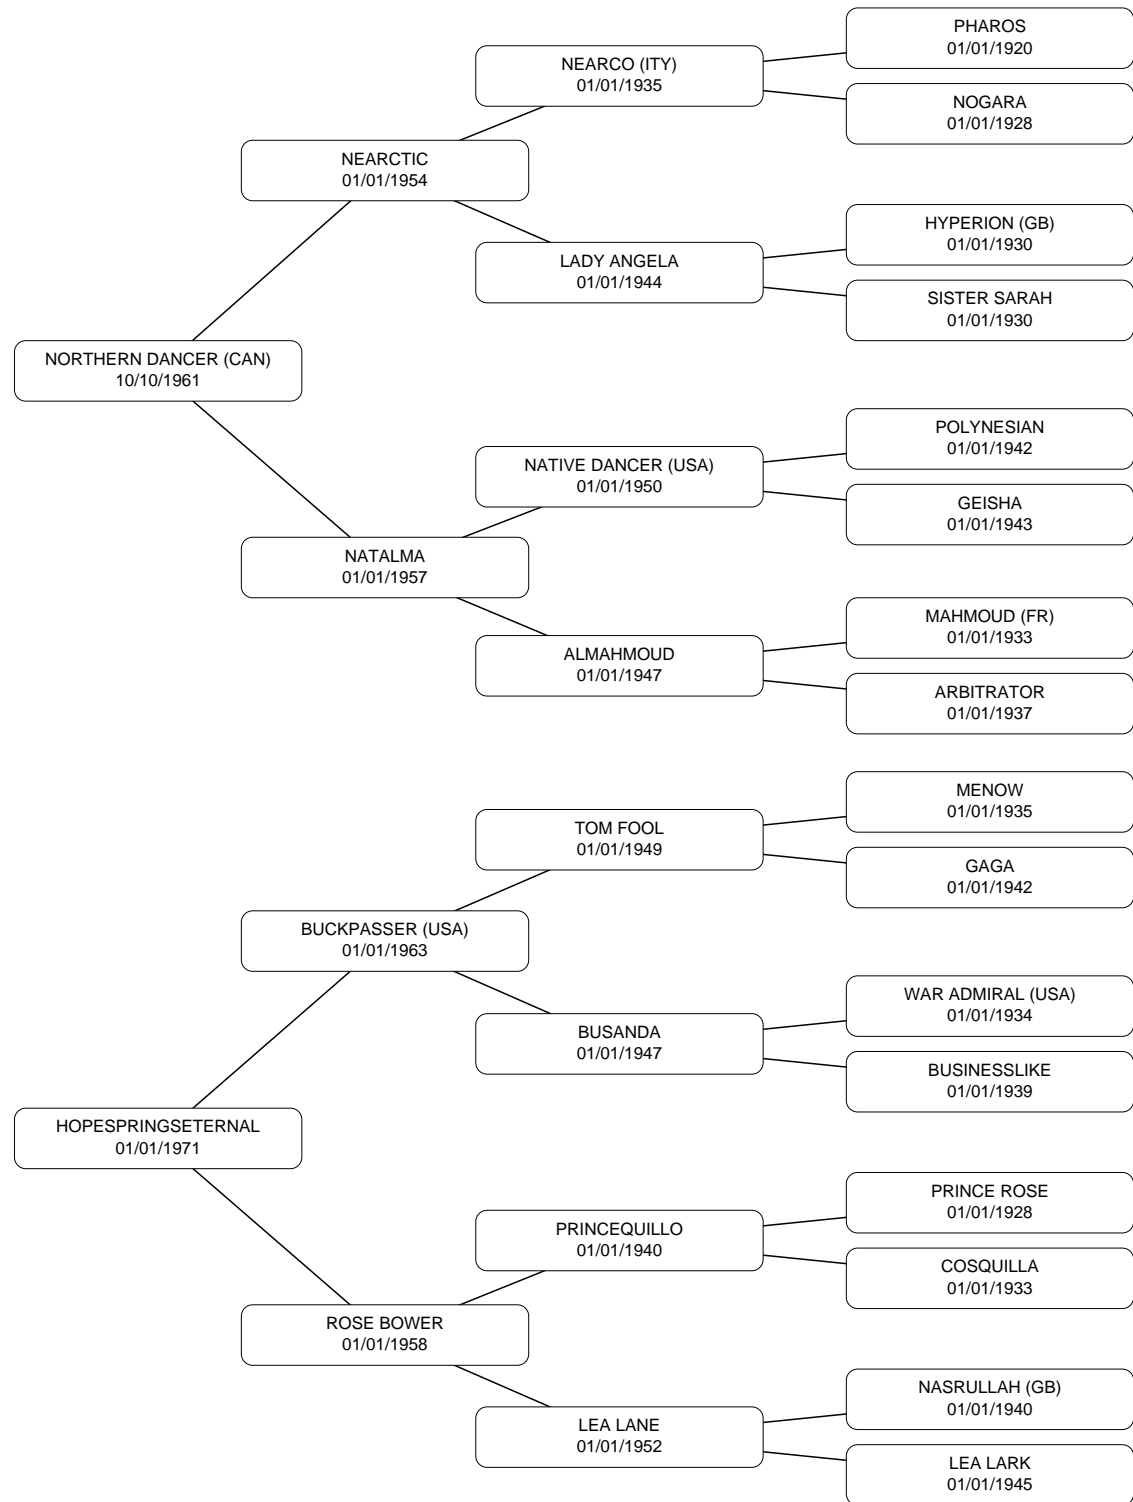 PHAROS
01/01/1920
NEARCO (ITY)
01/01/1935
NOGARA
01/01/1928
NEARCTIC
01/01/1954
HYPERION (GB)
01/01/1930
LADY ANGELA
01/01/1944
SISTER SARAH
01/01/1930
NORTHERN DANCER (CAN)
10/10/1961
POLYNESIAN
01/01/1942
NATIVE DANCER (USA)
01/01/1950
GEISHA
01/01/1943
NATALMA
01/01/1957
MAHMOUD (FR)
01/01/1933
ALMAHMOUD
01/01/1947
ARBITRATOR
01/01/1937
MENOW
01/01/1935
TOM FOOL
01/01/1949
GAGA
01/01/1942
BUCKPASSER (USA)
01/01/1963
WAR ADMIRAL (USA)
01/01/1934
BUSANDA
01/01/1947
BUSINESSLIKE
01/01/1939
HOPESPRINGSETERNAL
01/01/1971
PRINCE ROSE
01/01/1928
PRINCEQUILLO
01/01/1940
COSQUILLA
01/01/1933
ROSE BOWER
01/01/1958
NASRULLAH (GB)
01/01/1940
LEA LANE
01/01/1952
LEA LARK
01/01/1945